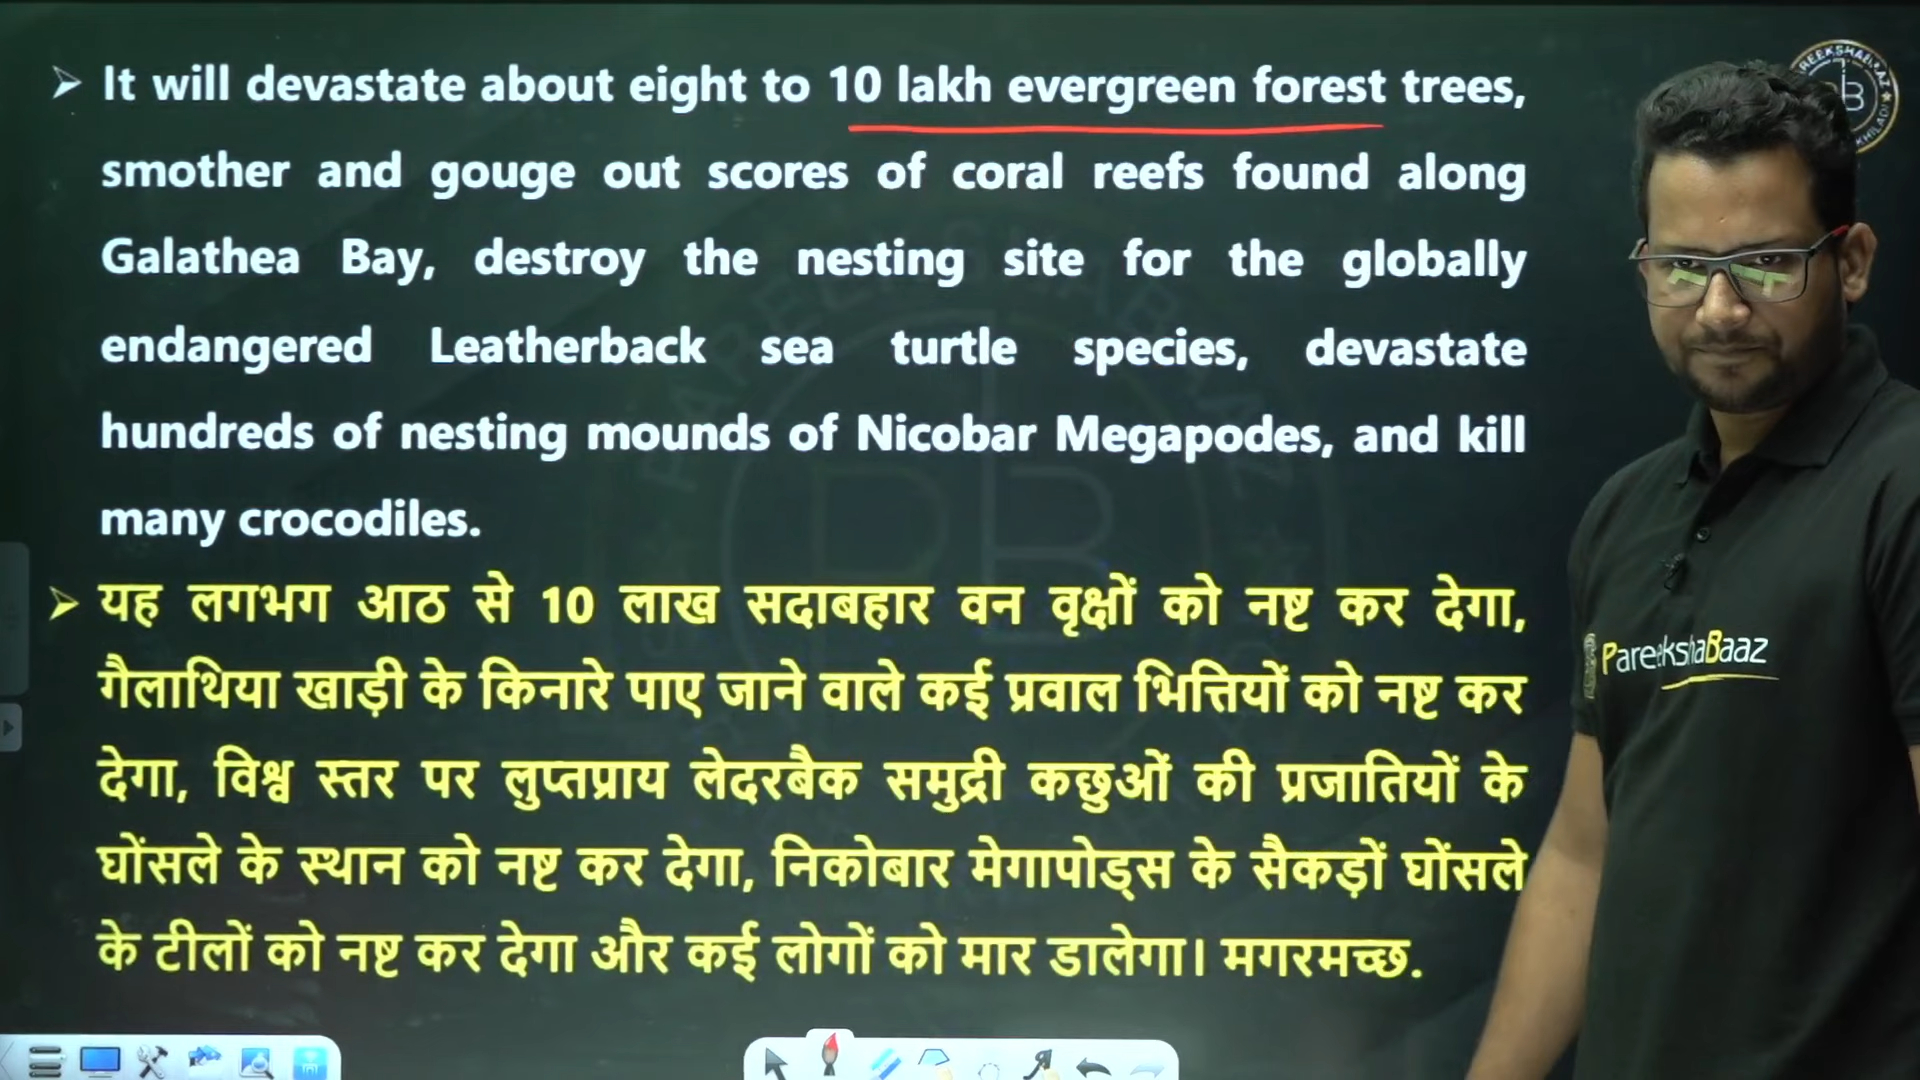 ➢ It will devastate about eight to 10 lakh evergreen forest trees,
smother and gouge out scores of coral reefs found along
Galathea Bay, destroy the nesting site for the globally
endangered Leatherback sea turtle species, devastate
hundreds of nesting mounds of Nicobar Megapodes, and kill
many crocodiles.
➢ यह लगभग आठ से 10 लाख सदाबहार वन वृक्षों को नष्ट कर देगा,
गैलाथिया खाड़ी के किनारे पाए जाने वाले कई प्रवाल भित्तियों को नष्ट कर
देगा, विश्व स्तर पर लुप्तप्राय लेदरबैक समुद्री कछुओं की प्रजातियों के
घोंसले के स्थान को नष्ट कर देगा, निकोबार मेगापोड्स के सैकड़ों घोंसले
के टीलों को नष्ट कर देगा और कई लोगों को मार डालेगा। मगरमच्छ.
PareekshaBaaz